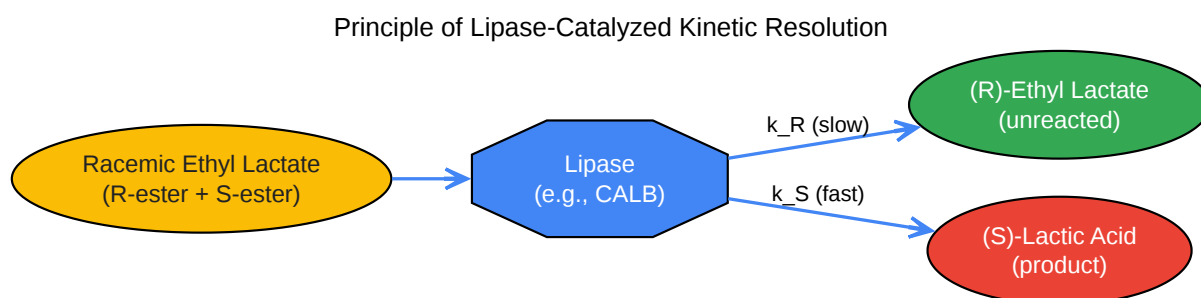 Principle of Lipase-Catalyzed Kinetic Resolution
Racemic Ethyl Lactate
(R-ester + S-ester)
Lipase
(e.g., CALB)
k_R (slow)
k_S (fast)
(R)-Ethyl Lactate
(unreacted)
(S)-Lactic Acid
(product)